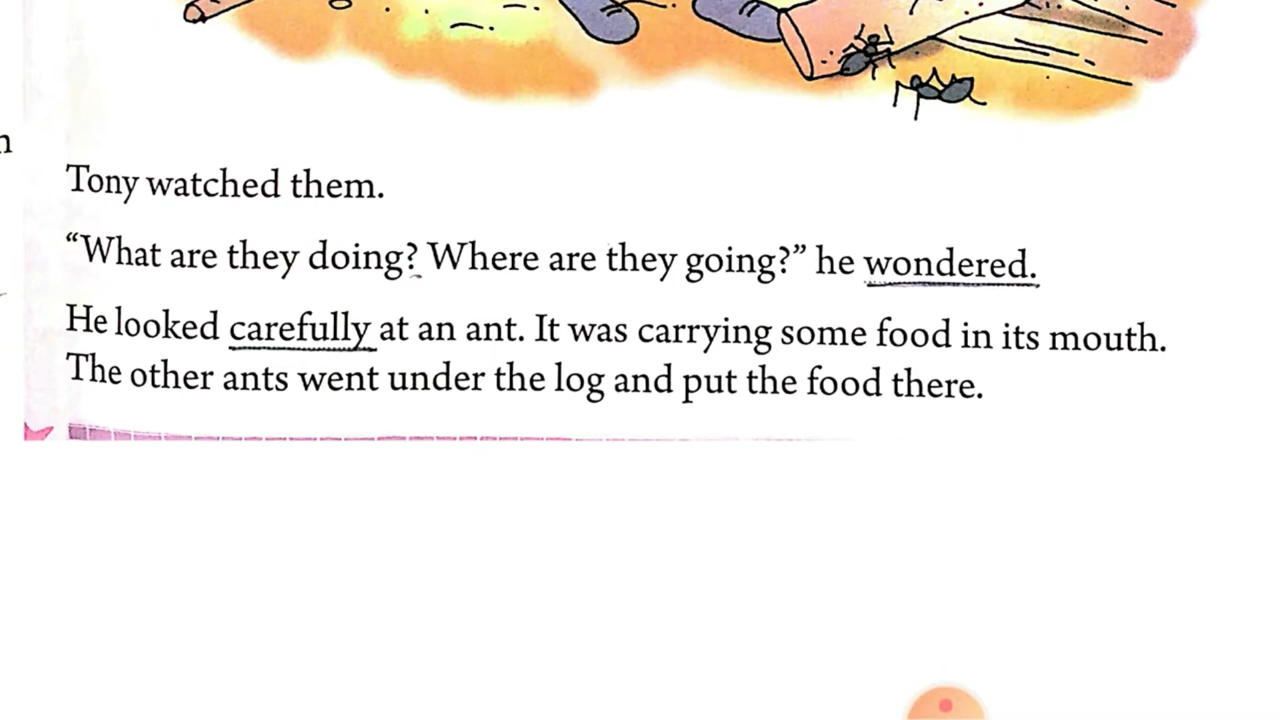 Tony watched them.
“What are they doing? Where are they going?” he wondered.
He looked carefully at an ant. It was carrying some food in its mouth.
The other ants went under the log and put the food there.